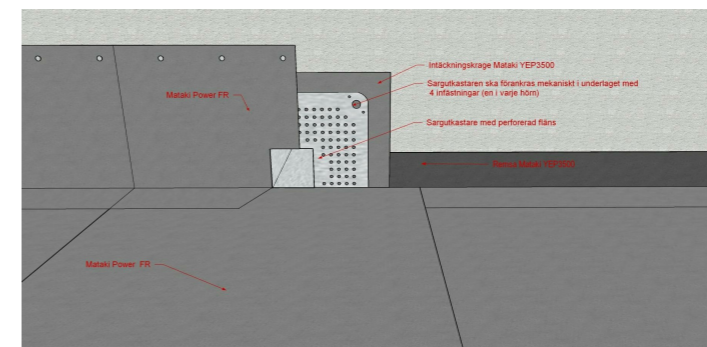 Intäckningskrage Mataki YEP3500
Sargutkastaren ska förankras mekaniskt i underlaget med
4 infästningar (en i varje hörn)
Mataki Power FR
Sargutkastare med perforerad fläns
Remsa Mataki YEP3500
Mataki Power FR